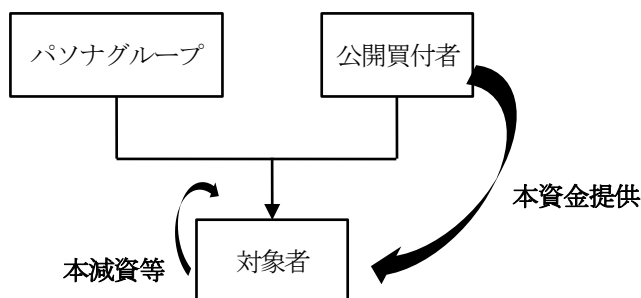 パソナグループ
公開買付者
本資金提供
対象者
本減資等